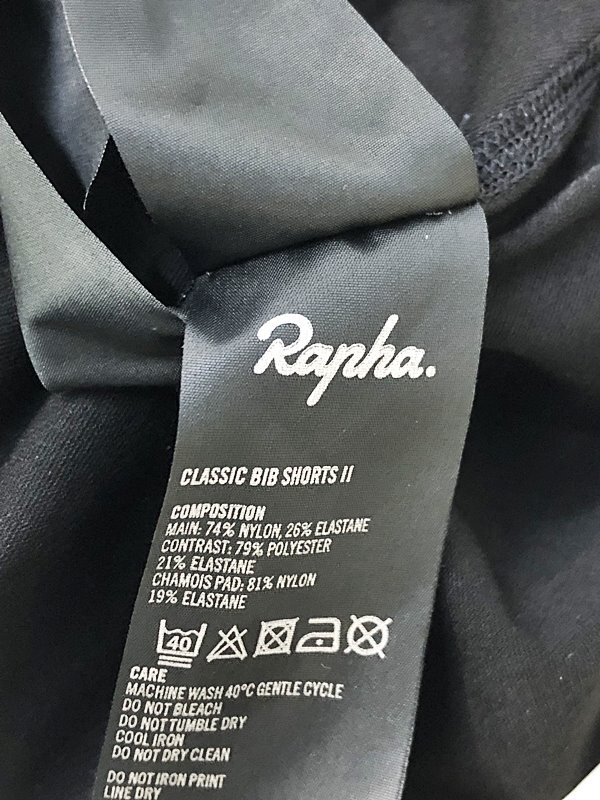 Rapha.
CLASSIC BIB SHORTS II
COMPOSITION
MAIN: 74% NYLON, 26% ELASTANE
CONTRAST: 79% POLYESTER
21% ELASTANE
CHAMOIS PAD: 81% NYLON
19% ELASTANE
40
CARE
MACHINE WASH 40°C GENTLE CYCLE
DO NOT BLEACH
DO NOT TUMBLE DRY
COOL IRON
DO NOT DRY CLEAN
DO NOT IRON PRINT
LINE DRY